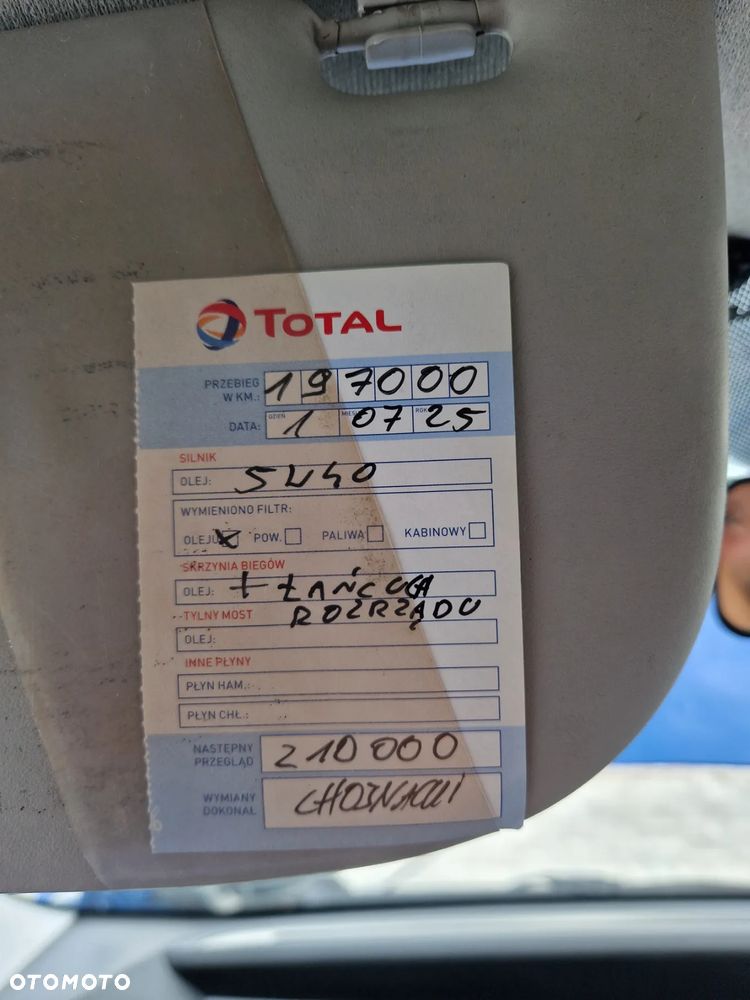 TOTAL
PRZEBIEG W KM.: 197000
DATA: DZIEŃ 1 MIESIĄC 07 ROK 25
SILNIK
OLEJ: 5W40
WYMIENIONO FILTR:
OLEJU POW. PALIWA KABINOWY
SKRZYNIA BIEGÓW
OLEJ: + ŁAŃCUCH
TYLNY MOST ROZRZĄDU
OLEJ:
INNE PŁYNY
PŁYN HAM.:
PŁYN CHŁ.:
NASTĘPNY PRZEGLĄD 210000
WYMIANY DOKONAŁ CHOJNACKI
OTOMOTO